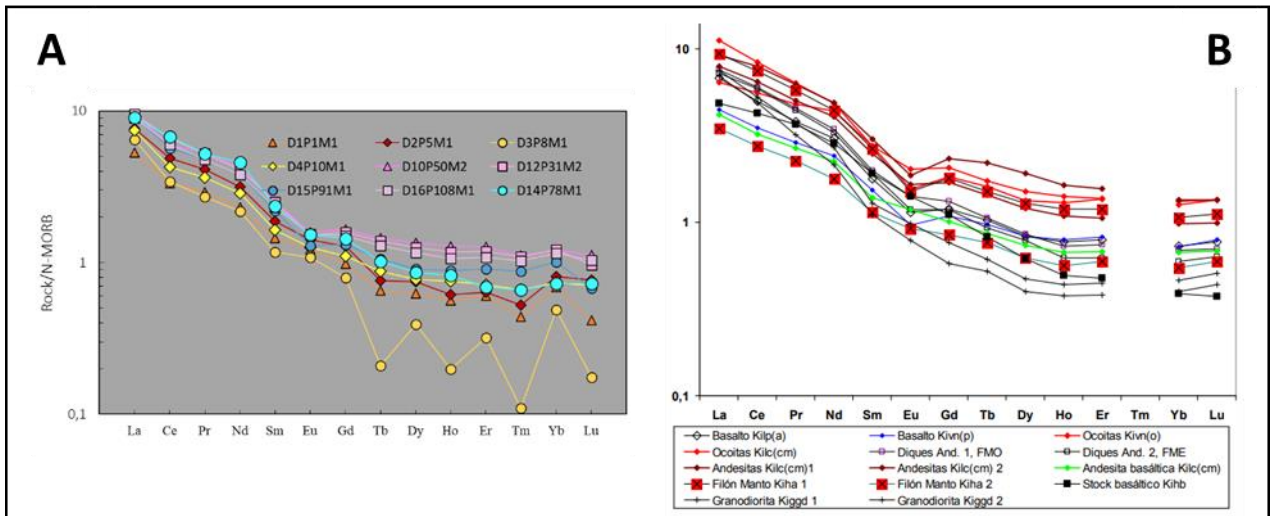 A
Rock/N-MORB
10
1
0,1
D1P1M1 D2P5M1 D3P8M1
D4P10M1 D10P50M2 D12P31M2
D15P91M1 D16P108M1 D14P78M1
La Ce Pr Nd Sm Eu Gd Tb Dy Ho Er Tm Yb Lu
B
10
1
0,1
La Ce Pr Nd Sm Eu Gd Tb Dy Ho Er Tm Yb Lu
Basalto Kilp(a) Basalto Kivn(p) Ocoitas Kivn(o)
Ocoitas Kilc(cm) Diques And. 1, FMO Diques And. 2, FME
Andesitas Kilc(cm)1 Andesitas Kilc(cm) 2 Andesita basáltica Kilc(cm)
Filón Manto Kiha 1 Filón Manto Kiha 2 Stock basáltico Kihb
Granodiorita Kiggd 1 Granodiorita Kiggd 2